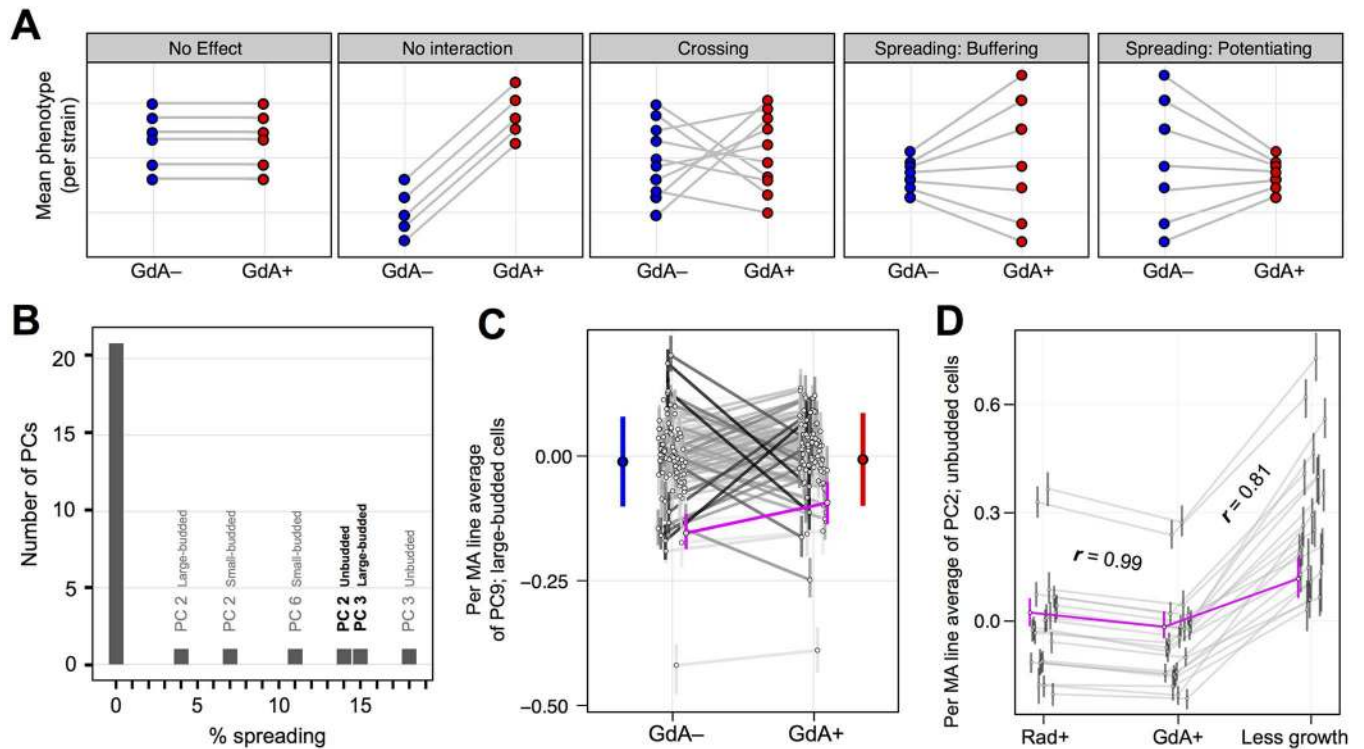 A
No Effect
No interaction
Crossing
Spreading: Buffering
Spreading: Potentiating
Mean phenotype
(per strain)
GdA– GdA+
GdA– GdA+
GdA– GdA+
GdA– GdA+
GdA– GdA+
B
Number of PCs
20
15
10
5
0
PC 2 Large-budded
PC 2 Small-budded
PC 6 Small-budded
PC 2 Unbudded
PC 3 Large-budded
PC 3 Unbudded
0 5 10 15
% spreading
C
Per MA line average
of PC9; large-budded cells
0.00
−0.25
−0.50
GdA− GdA+
D
Per MA line average of PC2; unbudded cells
0.6
0.3
0.0
r = 0.99
r = 0.81
Rad+ GdA+ Less growth